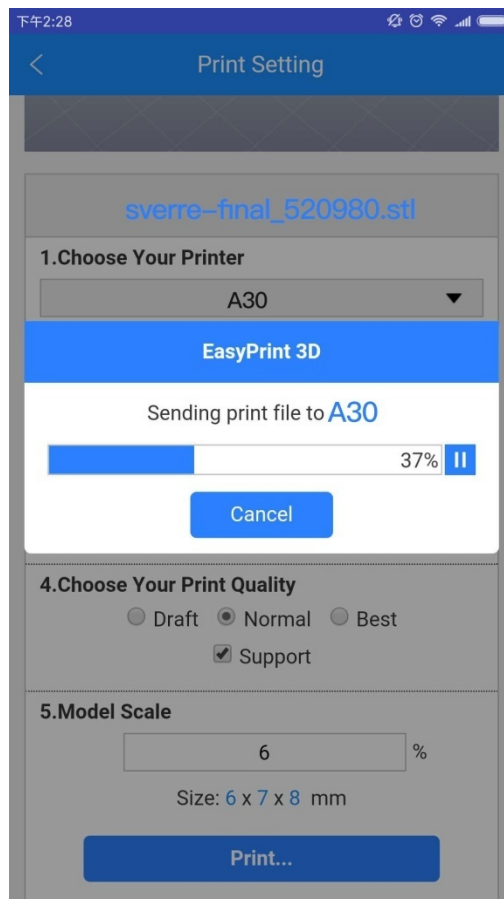 下午2:28
Print Setting
sverre-final_520980.stl
1.Choose Your Printer
A30
EasyPrint 3D
Sending print file to A30
37%
Cancel
4.Choose Your Print Quality
Draft Normal Best
Support
5.Model Scale
6 %
Size: 6 x 7 x 8 mm
Print...